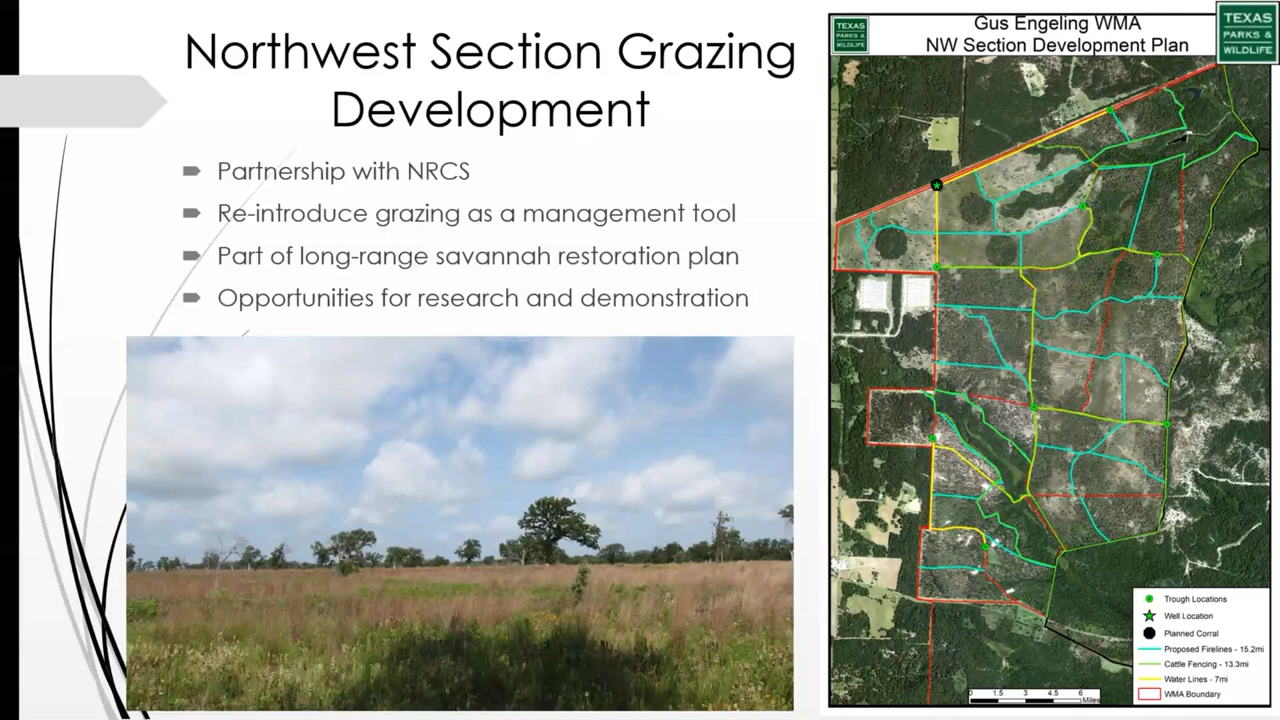 Northwest Section Grazing
Development
Partnership with NRCS
Re-introduce grazing as a management tool
Part of long-range savannah restoration plan
Opportunities for research and demonstration
TEXAS
PARKS &
WILDLIFE
Gus Engeling WMA
NW Section Development Plan
TEXAS
PARKS &
WILDLIFE
Trough Locations
Well Location
Planned Corral
Proposed Firelines - 15.2mi
Cattle Fencing - 13.3mi
Water Lines - 7mi
WMA Boundary
0 1.5 3 4.5 6
Miles